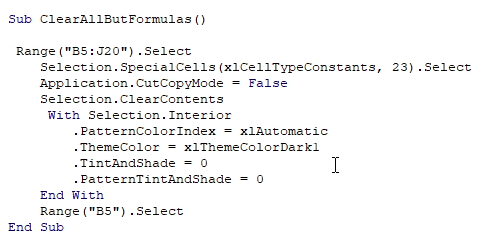 Sub ClearAllButFormulas()
Range("B5:J20").Select
Selection.SpecialCells(xlCellTypeConstants, 23).Select
Application.CutCopyMode = False
Selection.ClearContents
With Selection.Interior
.PatternColorIndex = xlAutomatic
.ThemeColor = xlThemeColorDark1
.TintAndShade = 0
.PatternTintAndShade = 0
End With
Range("B5").Select
End Sub